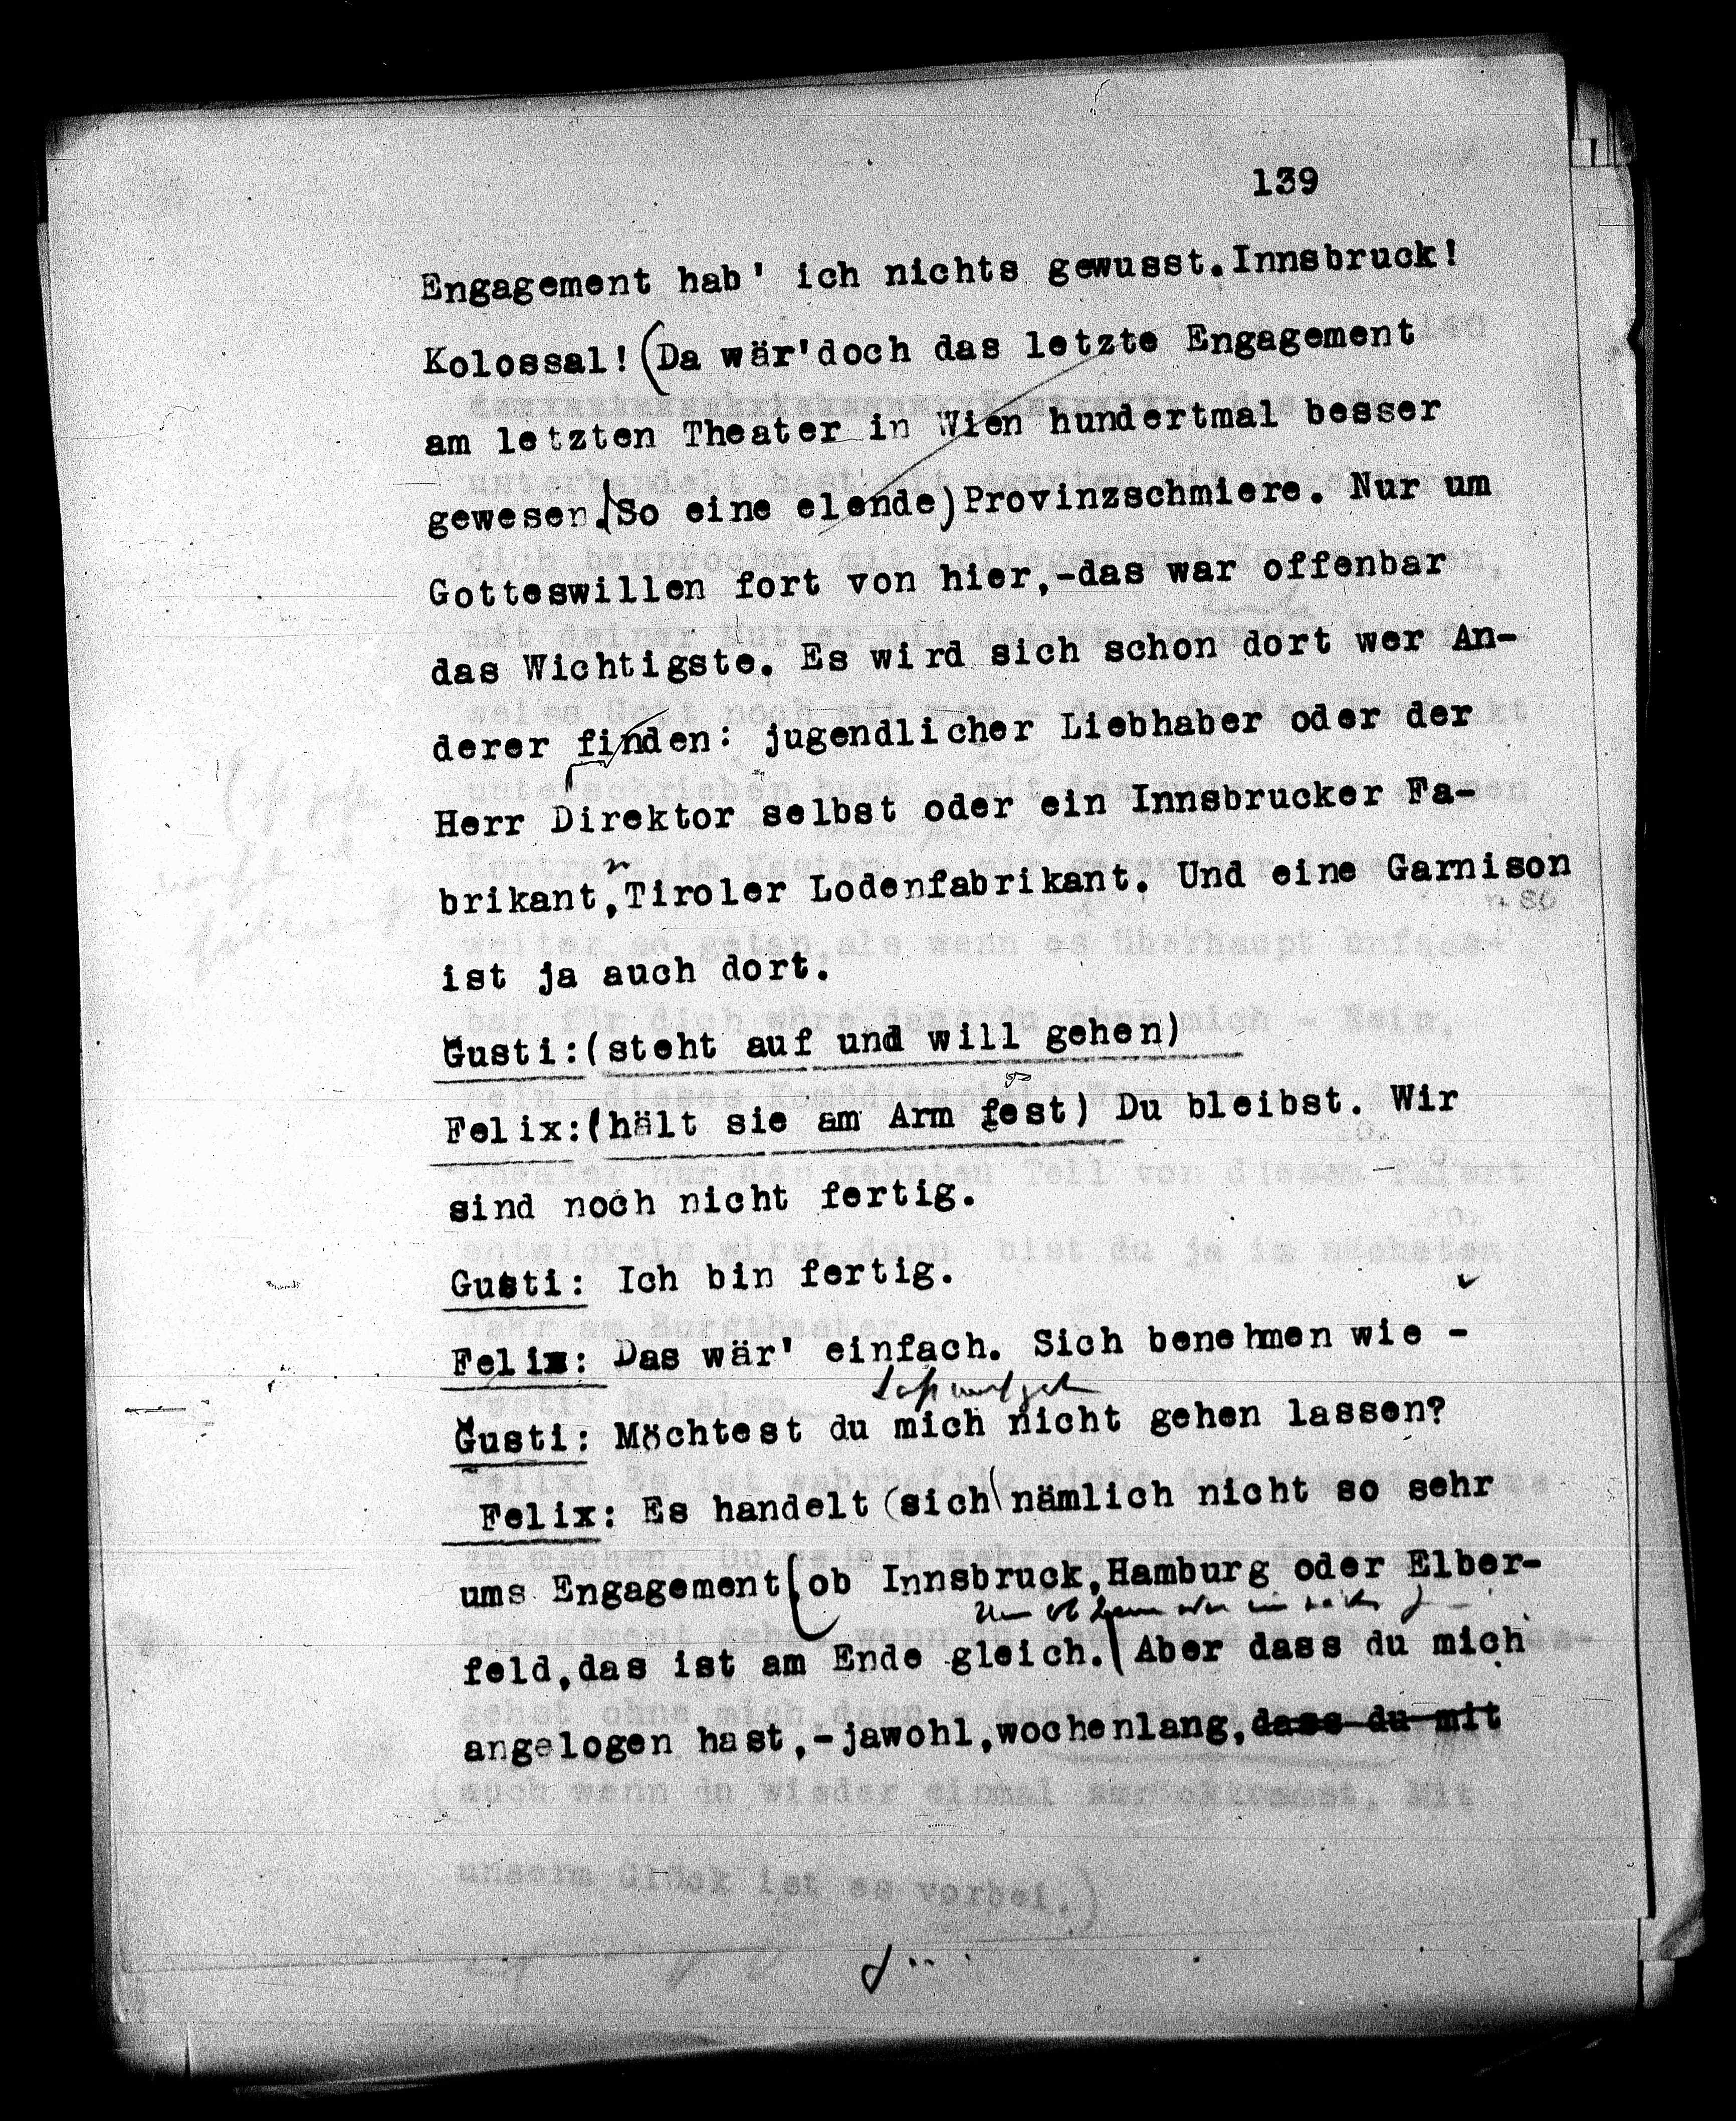 139
Engagement hab' ich nichts gewusst. Innsbruck!
Kolossal! (Da wär' doch das letzte Engagement
am letzten Theater in Wien hundertmal besser
gewesen.(So eine elende) Provinzschmiere. Nur um
Gotteswillen fort von hier,-das war offenbar
das Wichtigste. Es wird sich schon dort wer An-
derer finden: jugendlicher Liebhaber oder der
Herr Direktor selbst oder ein Innsbrucker Fa-
brikant, Tiroler Lodenfabrikant. Und eine Garnison
ist ja auch dort.
Gusti:(steht auf und will gehen)
Felix:(hält sie am Arm fest) Du bleibst. Wir
sind noch nicht fertig.
Gusti: Ich bin fertig.
Felix: Das wär' einfach. Sich benehmen wie -
Gusti: Möchtest du mich nicht gehen lassen?
Felix: Es handelt (sich) nämlich nicht so sehr
ums Engagement (ob Innsbruck, Hamburg oder Elber-
feld, das ist am Ende gleich.) Aber dass du mich
angelogen hast,-jawohl, wochenlang, dass du mit